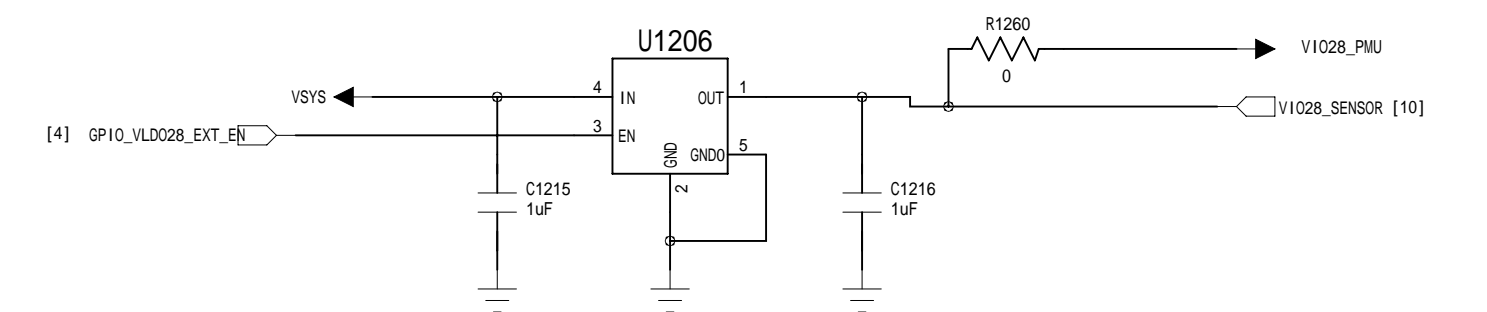 R1260
U1206
VIO28_PMU
0
4
1
VSYS
IN
OUT
VIO28_SENSOR [10]
[4] GPIO_VLDO28_EXT_EN
3
EN
5
GND
GND0
2
C1215
1uF
C1216
1uF